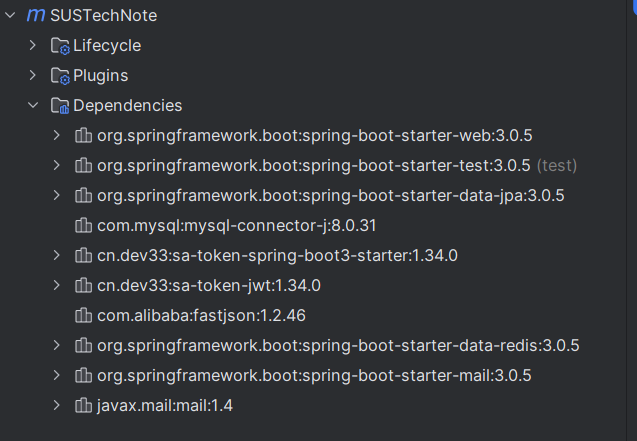 SUSTechNote
Lifecycle
Plugins
Dependencies
org.springframework.boot:spring-boot-starter-web:3.0.5
org.springframework.boot:spring-boot-starter-test:3.0.5 (test)
org.springframework.boot:spring-boot-starter-data-jpa:3.0.5
com.mysql:mysql-connector-j:8.0.31
cn.dev33:sa-token-spring-boot3-starter:1.34.0
cn.dev33:sa-token-jwt:1.34.0
com.alibaba:fastjson:1.2.46
org.springframework.boot:spring-boot-starter-data-redis:3.0.5
org.springframework.boot:spring-boot-starter-mail:3.0.5
javax.mail:mail:1.4